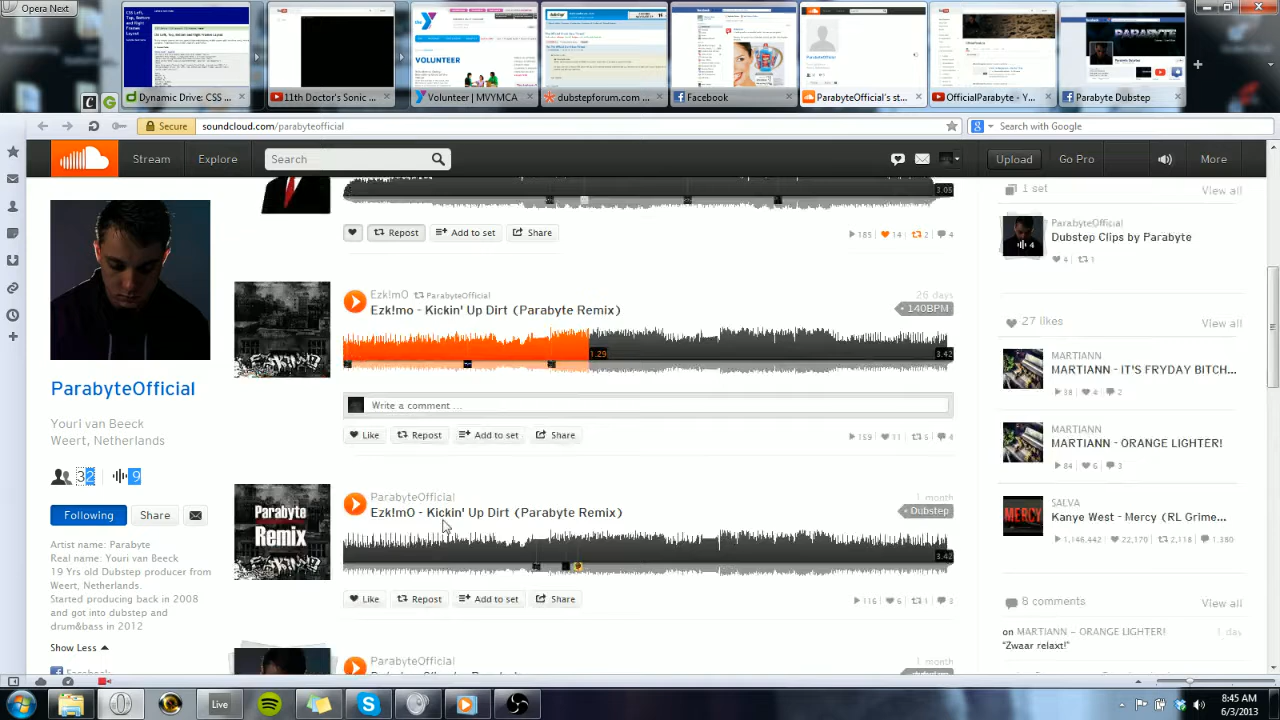 Opera Next
Dynamic Drive: CSS ... 11th Doctor's Sonic ... Volunteer | ... dubstepforum.com ... Facebook ParabyteOfficial's st... OfficialParabyte - Y... Parabyte Dubstep
Secure soundcloud.com/parabyteofficial Search with Google
Stream Explore Search Upload Go Pro More
3.05
Repost Add to set Share 185 14 2 4
1 set View all
ParabyteOfficial
Dubstep Clips by Parabyte
4 1
Ezk!mO ParabyteOfficial 26 days
Ezk!mo - Kickin' Up Dirt (Parabyte Remix) 140BPM
1.29 3.42
Write a comment ...
Like Repost Add to set Share 159 11 5 4
27 likes View all
MARTIANN
MARTIANN - IT'S FRYDAY BITCH...
38 4 2
MARTIANN
MARTIANN - ORANGE LIGHTER!
84 6 3
ParabyteOfficial
Youri van Beeck
Weert, Netherlands
32 9
Following Share
Artist name: Parabyte
Real name: Youri van Beeck
19 Yrs old Dubstep producer from
Weert, Netherlands.
Started producing back in 2008
and got into dubstep and
drum&bass in 2012
Show Less
Facebook
Parabyte
Remix
ParabyteOfficial 1 month
Ezk!mO - Kickin' Up Dirt (Parabyte Remix) Dubstep
3.42
Like Repost Add to set Share 116 6 1 3
SALVA
Kanye West - Mercy (RL Grime...
1,146,442 22,170 2,118 1,380
8 comments View all
on MARTIANN – ORANGE LIGHTER! 1 day
"Zwaar relaxt!"
ParabyteOfficial 1 month
Live
8:45 AM
6/3/2013